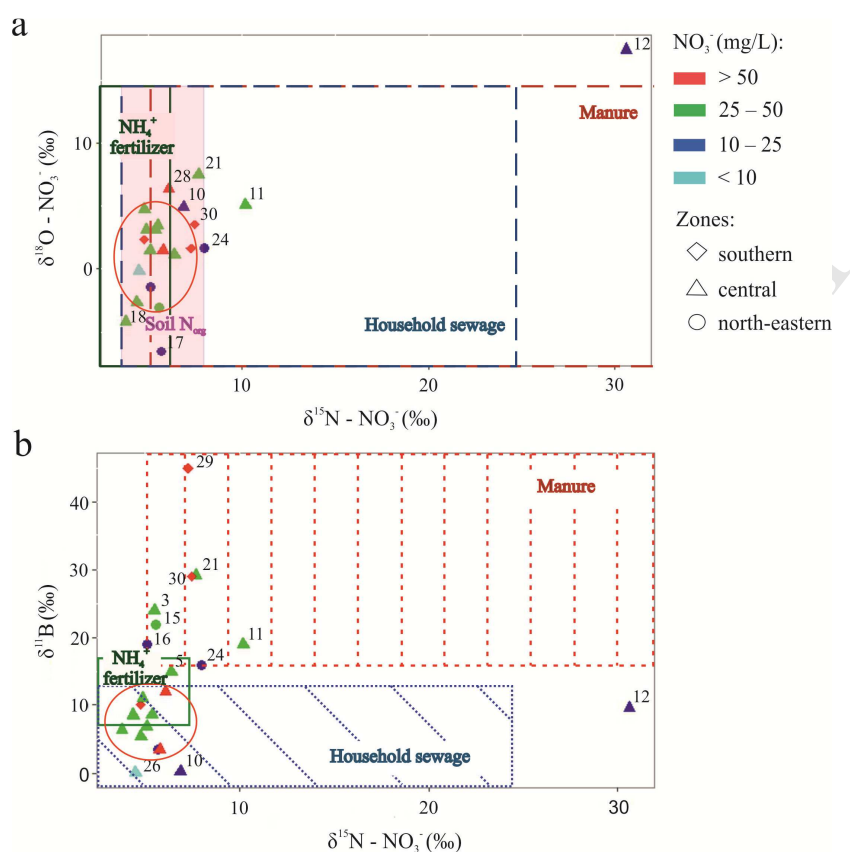 a
12
NO₃⁻ (mg/L):
> 50
25 – 50
10 – 25
< 10
Zones:
southern
central
north-eastern
Manure
NH₄⁺
fertilizer
21
28
10
11
30
24
18
17
Soil N_org
Household sewage
10
0
δ¹⁸O - NO₃⁻ (‰)
10
20
30
δ¹⁵N - NO₃⁻ (‰)
b
29
Manure
21
30
3
15
16
11
24
5
NH₄⁺
fertilizer
12
10
26
Household sewage
40
30
20
10
0
δ¹¹B (‰)
10
20
30
δ¹⁵N - NO₃⁻ (‰)